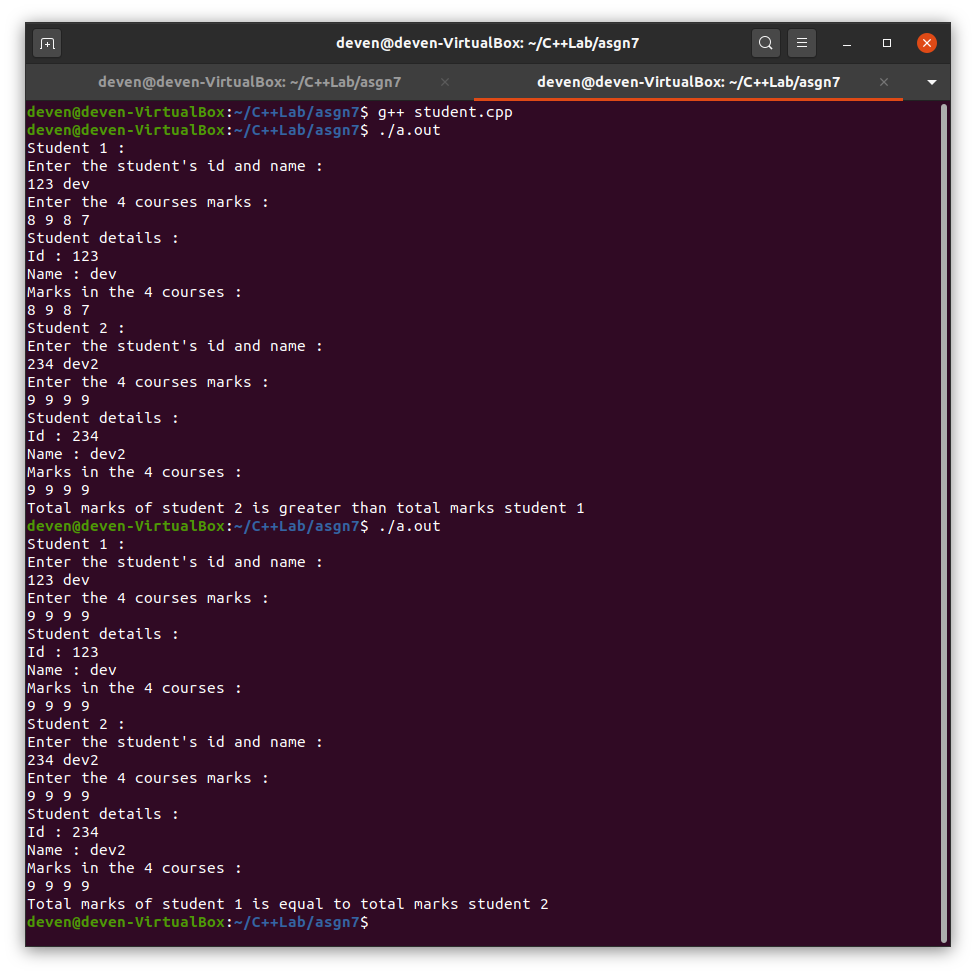 deven@deven-VirtualBox: ~/C++Lab/asgn7
deven@deven-VirtualBox: ~/C++Lab/asgn7 deven@deven-VirtualBox: ~/C++Lab/asgn7
deven@deven-VirtualBox:~/C++Lab/asgn7$ g++ student.cpp
deven@deven-VirtualBox:~/C++Lab/asgn7$ ./a.out
Student 1 :
Enter the student's id and name :
123 dev
Enter the 4 courses marks :
8 9 8 7
Student details :
Id : 123
Name : dev
Marks in the 4 courses :
8 9 8 7
Student 2 :
Enter the student's id and name :
234 dev2
Enter the 4 courses marks :
9 9 9 9
Student details :
Id : 234
Name : dev2
Marks in the 4 courses :
9 9 9 9
Total marks of student 2 is greater than total marks student 1
deven@deven-VirtualBox:~/C++Lab/asgn7$ ./a.out
Student 1 :
Enter the student's id and name :
123 dev
Enter the 4 courses marks :
9 9 9 9
Student details :
Id : 123
Name : dev
Marks in the 4 courses :
9 9 9 9
Student 2 :
Enter the student's id and name :
234 dev2
Enter the 4 courses marks :
9 9 9 9
Student details :
Id : 234
Name : dev2
Marks in the 4 courses :
9 9 9 9
Total marks of student 1 is equal to total marks student 2
deven@deven-VirtualBox:~/C++Lab/asgn7$